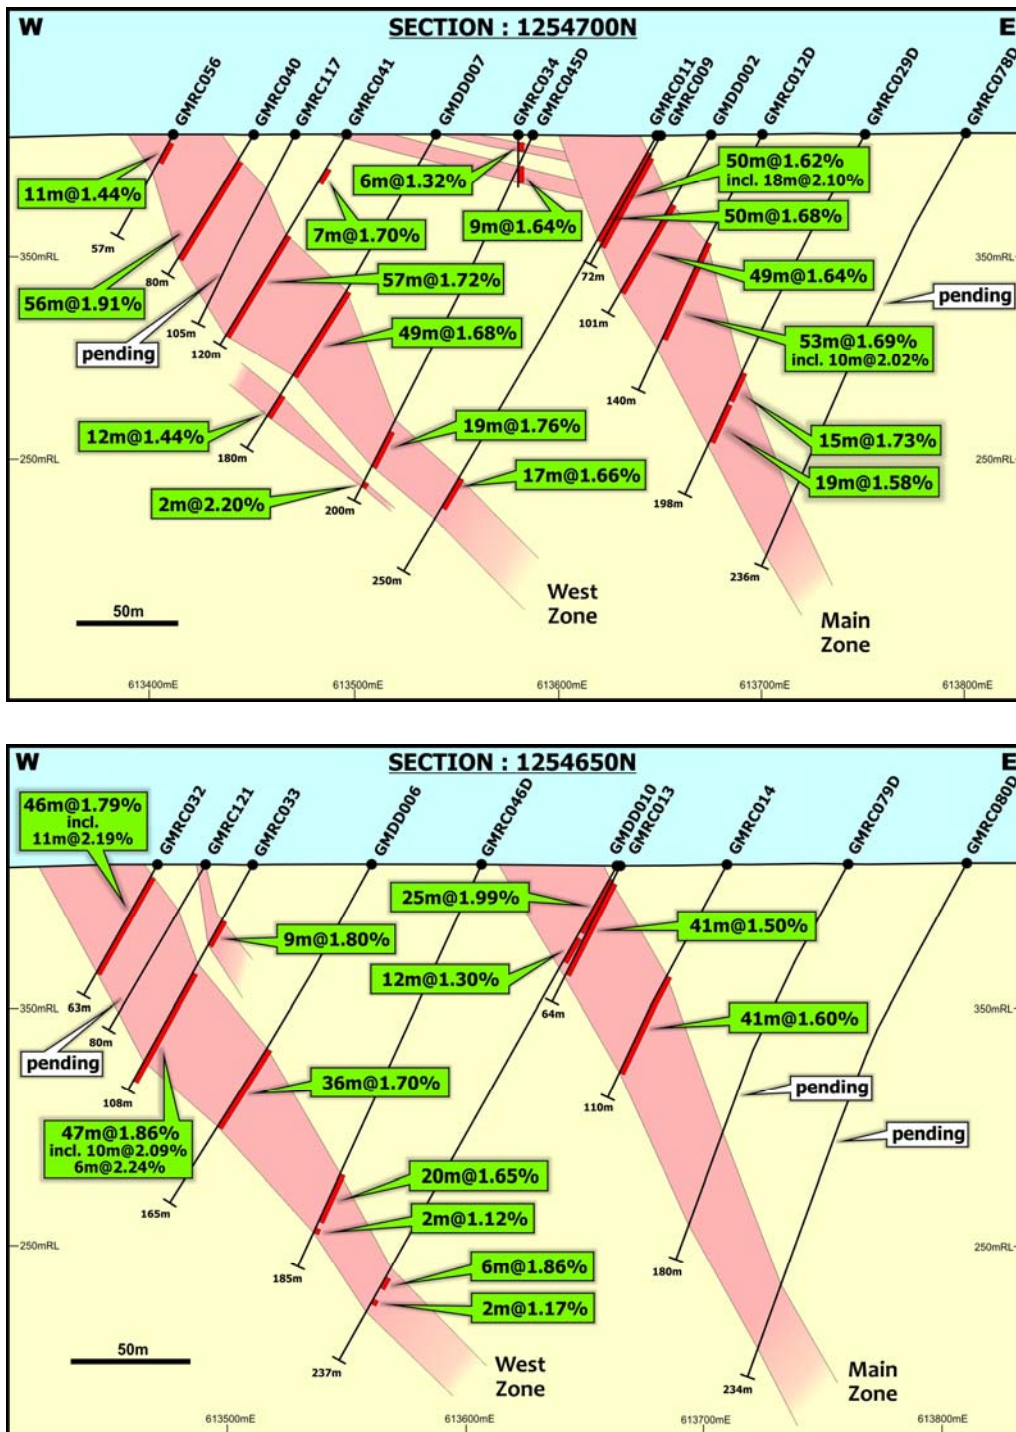 W
SECTION : 1254700N
E
GMRC056
GMRC040
GMRC117
GMRC041
GMDD007
GMRC034
GMRC045D
GMRC011
GMRC009
GMDD002
GMRC012D
GMRC029D
GMRC078D
11m@1.44%
6m@1.32%
50m@1.62%
incl. 18m@2.10%
7m@1.70%
9m@1.64%
50m@1.68%
57m
350mRL
56m@1.91%
80m
57m@1.72%
72m
49m@1.64%
350mRL
pending
105m
pending
120m
49m@1.68%
101m
53m@1.69%
incl. 10m@2.02%
140m
12m@1.44%
180m
19m@1.76%
15m@1.73%
250mRL
250mRL
2m@2.20%
200m
17m@1.66%
198m
19m@1.58%
250m
236m
West
Zone
50m
Main
Zone
613400mE
613500mE
613600mE
613700mE
613800mE
W
SECTION : 1254650N
E
GMRC032
GMRC121
GMRC033
GMDD006
GMRC046D
GMDD010
GMRC013
GMRC014
GMRC079D
GMRC080D
46m@1.79%
incl.
11m@2.19%
25m@1.99%
9m@1.80%
41m@1.50%
12m@1.30%
63m
350mRL
64m
41m@1.60%
350mRL
80m
pending
108m
36m@1.70%
110m
pending
47m@1.86%
incl. 10m@2.09%
6m@2.24%
pending
165m
20m@1.65%
2m@1.12%
250mRL
250mRL
185m
6m@1.86%
180m
2m@1.17%
50m
237m
West
Zone
234m
Main
Zone
613500mE
613600mE
613700mE
613800mE